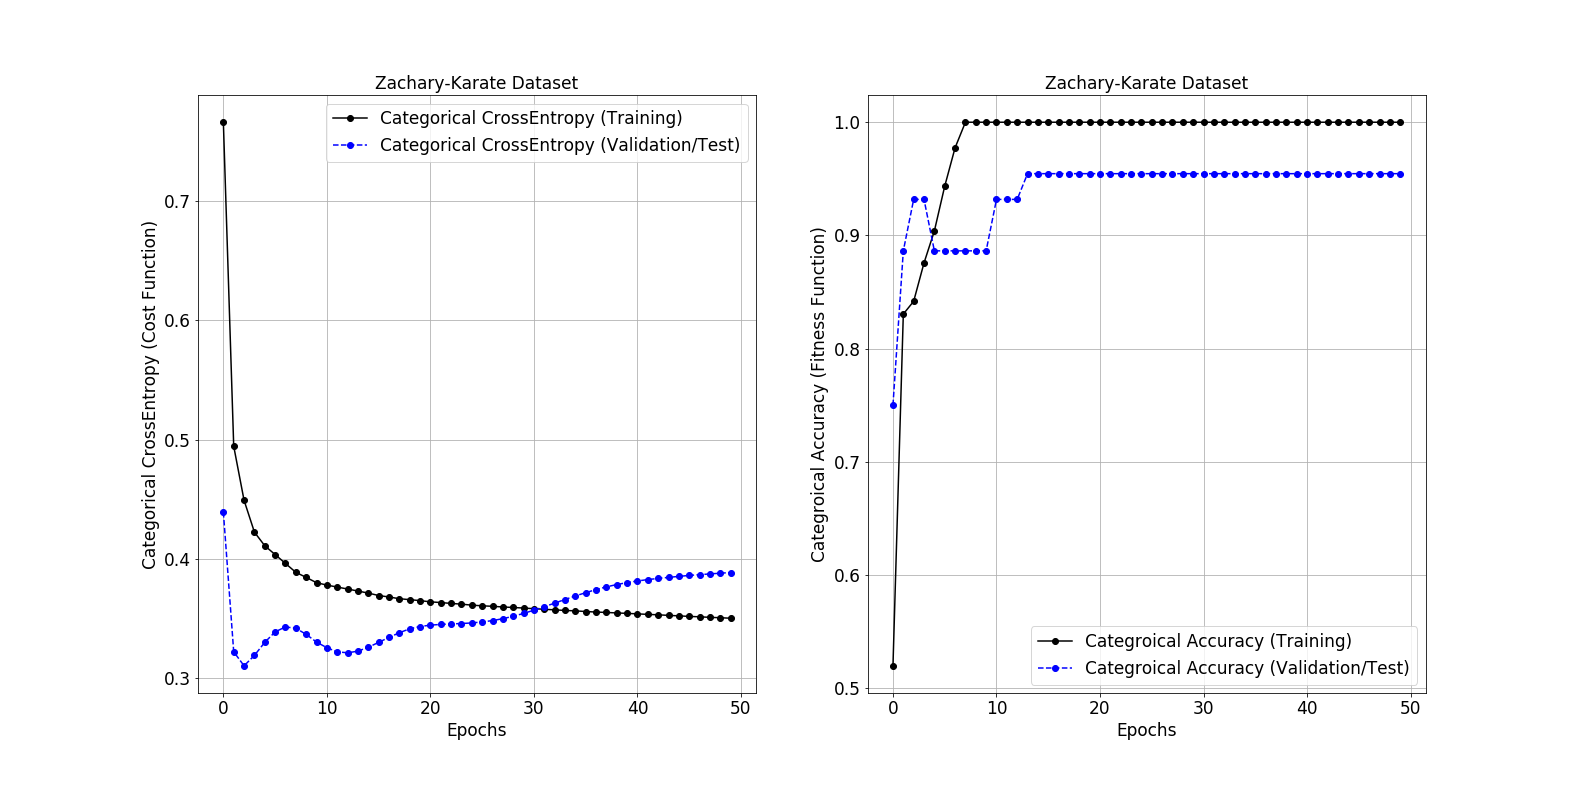 Zachary-Karate Dataset
Categorical CrossEntropy (Training)
Categorical CrossEntropy (Validation/Test)
Categorical CrossEntropy (Cost Function)
0.7
0.6
0.5
0.4
0.3
0 10 20 30 40 50
Epochs
Zachary-Karate Dataset
Categroical Accuracy (Fitness Function)
1.0
0.9
0.8
0.7
0.6
0.5
Categroical Accuracy (Training)
Categroical Accuracy (Validation/Test)
0 10 20 30 40 50
Epochs